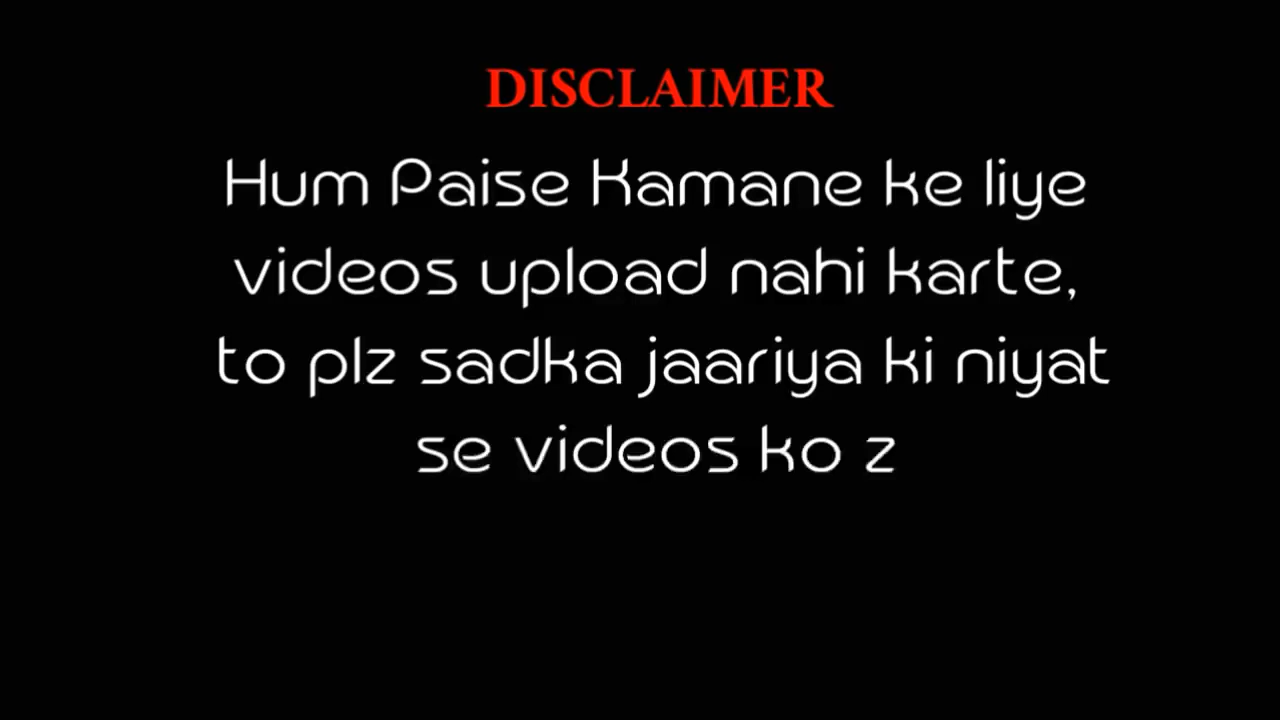 DISCLAIMER
Hum Paise Kamane ke liye
videos upload nahi karte,
to plz sadka jaariya ki niyat
se videos ko z